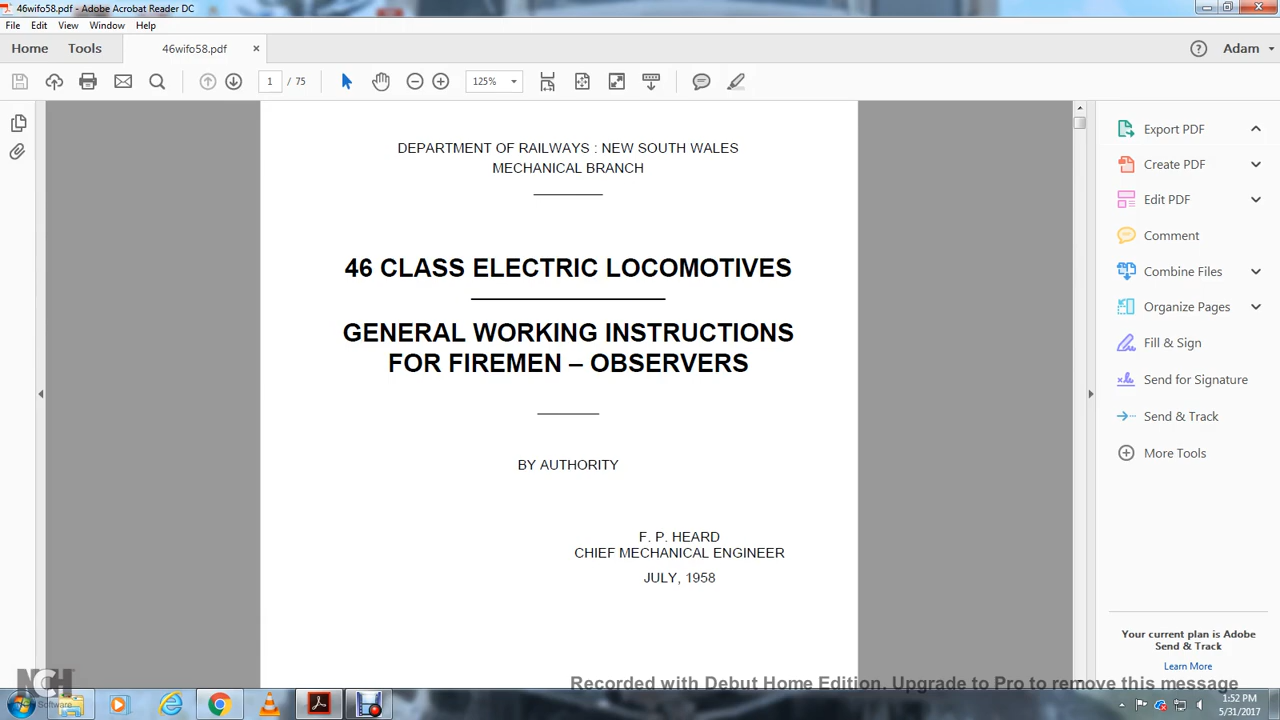 46wifo58.pdf - Adobe Acrobat Reader DC
File Edit View Window Help
Home Tools 46wifo58.pdf × Adam
1 / 75 125%
DEPARTMENT OF RAILWAYS : NEW SOUTH WALES
MECHANICAL BRANCH
46 CLASS ELECTRIC LOCOMOTIVES
GENERAL WORKING INSTRUCTIONS
FOR FIREMEN – OBSERVERS
BY AUTHORITY
F. P. HEARD
CHIEF MECHANICAL ENGINEER
JULY, 1958
Export PDF
Create PDF
Edit PDF
Comment
Combine Files
Organize Pages
Fill & Sign
Send for Signature
Send & Track
More Tools
Your current plan is Adobe
Send & Track
Learn More
NCH
Software
Recorded with Debut Home Edition. Upgrade to Pro to remove this message
1:52 PM
5/31/2017